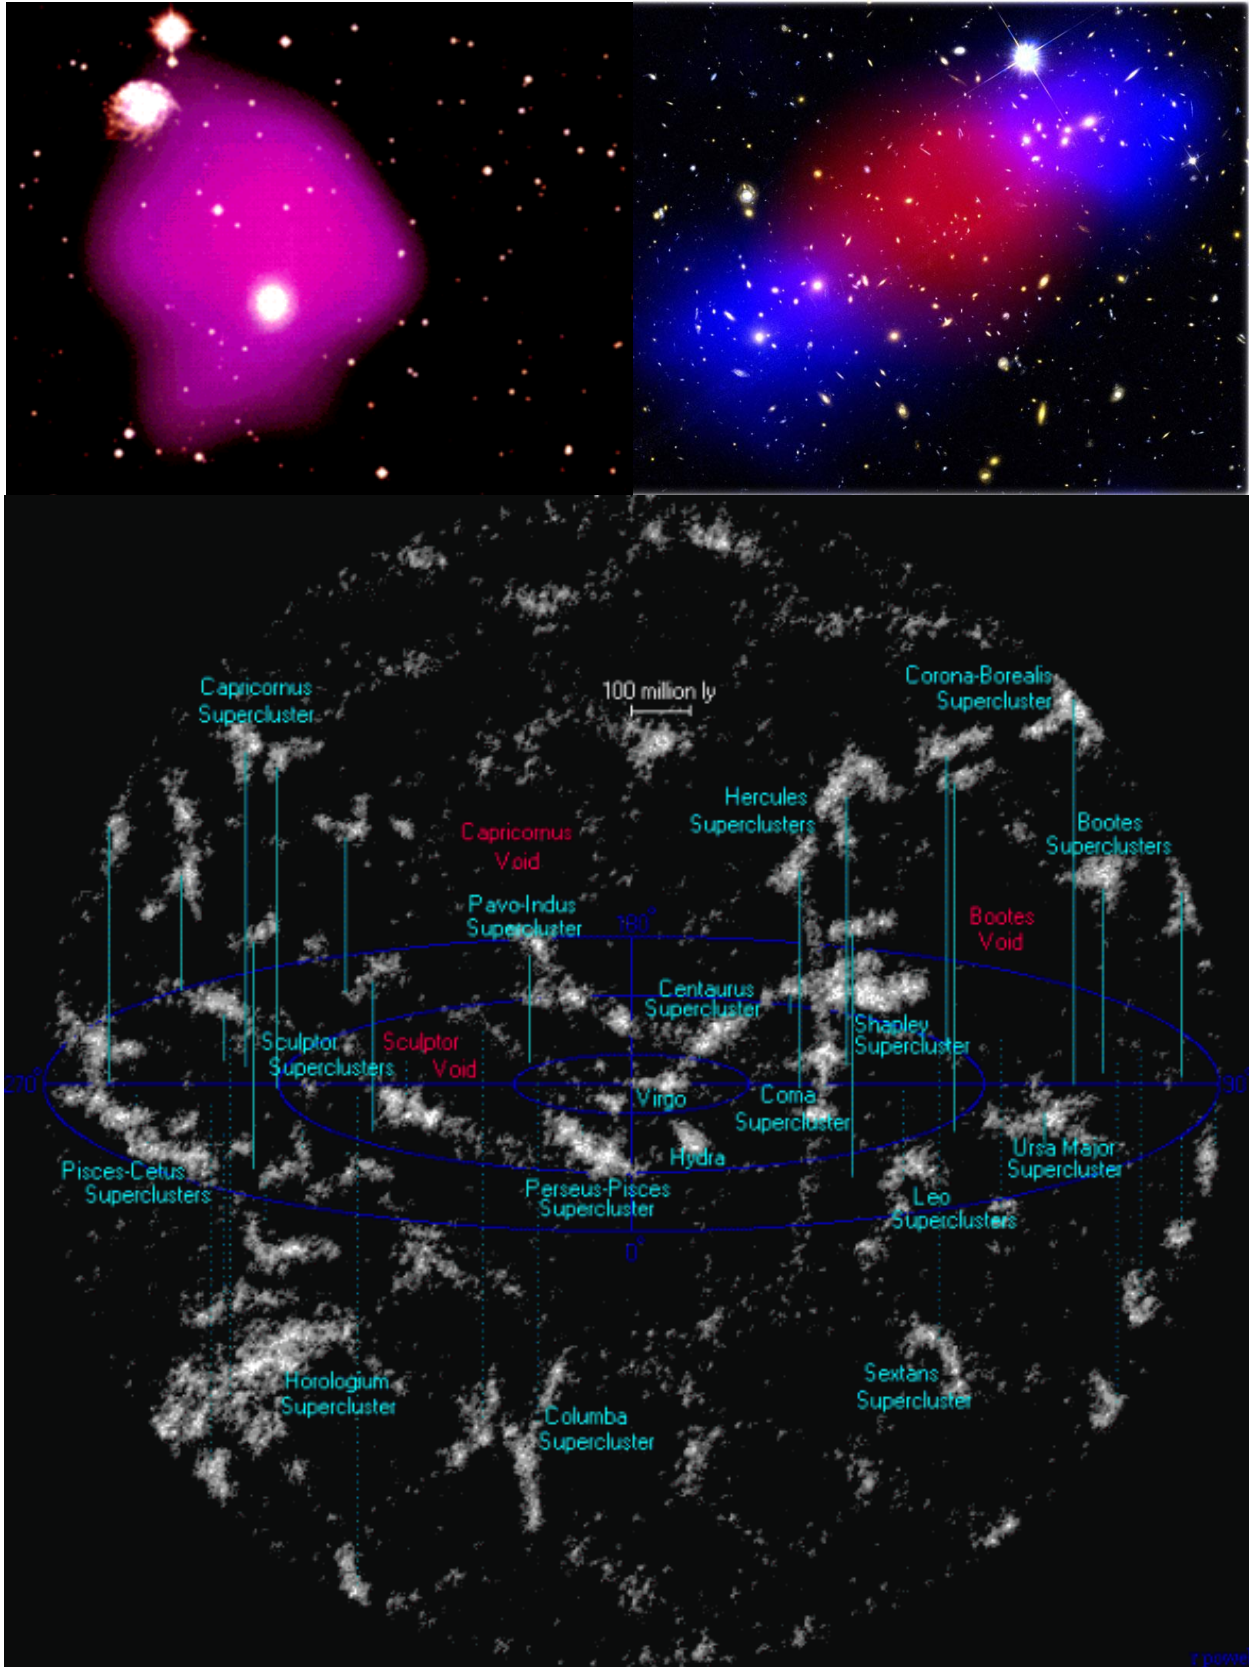 Capricornus
Supercluster
100 million ly
Corona-Borealis
Supercluster
Hercules
Superclusters
Capricornus
Void
Bootes
Superclusters
Pavo-Indus
Supercluster
180°
Bootes
Void
Centaurus
Supercluster
Shapley
Supercluster
Sculptor
Superclusters
Sculptor
Void
270°
90°
Virgo
Coma
Supercluster
Hydra
Ursa Major
Supercluster
Pisces-Cetus
Superclusters
Perseus-Pisces
Supercluster
Leo
Superclusters
0°
Horologium
Supercluster
Columba
Supercluster
Sextans
Supercluster